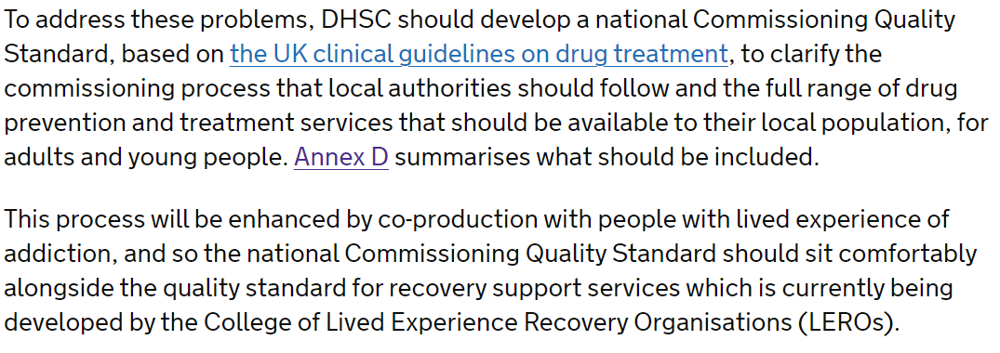 To address these problems, DHSC should develop a national Commissioning Quality
Standard, based on the UK clinical guidelines on drug treatment, to clarify the
commissioning process that local authorities should follow and the full range of drug
prevention and treatment services that should be available to their local population, for
adults and young people. Annex D summarises what should be included.
This process will be enhanced by co-production with people with lived experience of
addiction, and so the national Commissioning Quality Standard should sit comfortably
alongside the quality standard for recovery support services which is currently being
developed by the College of Lived Experience Recovery Organisations (LEROs).